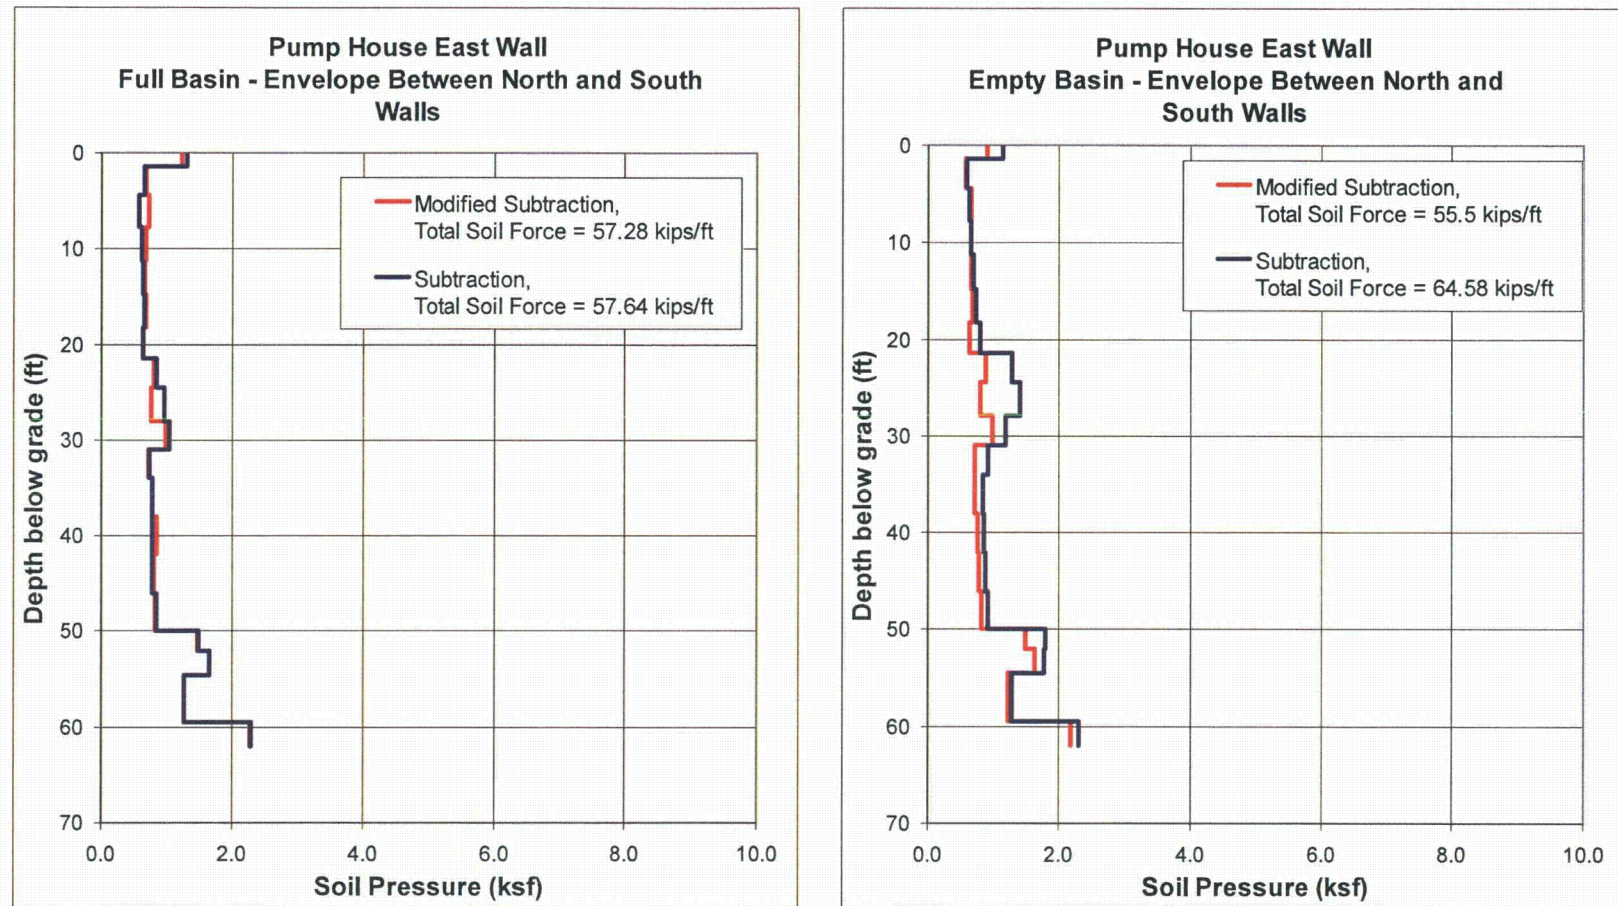 Pump House East Wall
Full Basin - Envelope Between North and South
Walls
0
10
20
30
40
50
60
70
Depth below grade (ft)
Modified Subtraction,
Total Soil Force = 57.28 kips/ft
Subtraction,
Total Soil Force = 57.64 kips/ft
0.0 2.0 4.0 6.0 8.0 10.0
Soil Pressure (ksf)
Pump House East Wall
Empty Basin - Envelope Between North and
South Walls
0
10
20
30
40
50
60
70
Depth below grade (ft)
Modified Subtraction,
Total Soil Force = 55.5 kips/ft
Subtraction,
Total Soil Force = 64.58 kips/ft
0.0 2.0 4.0 6.0 8.0 10.0
Soil Pressure (ksf)